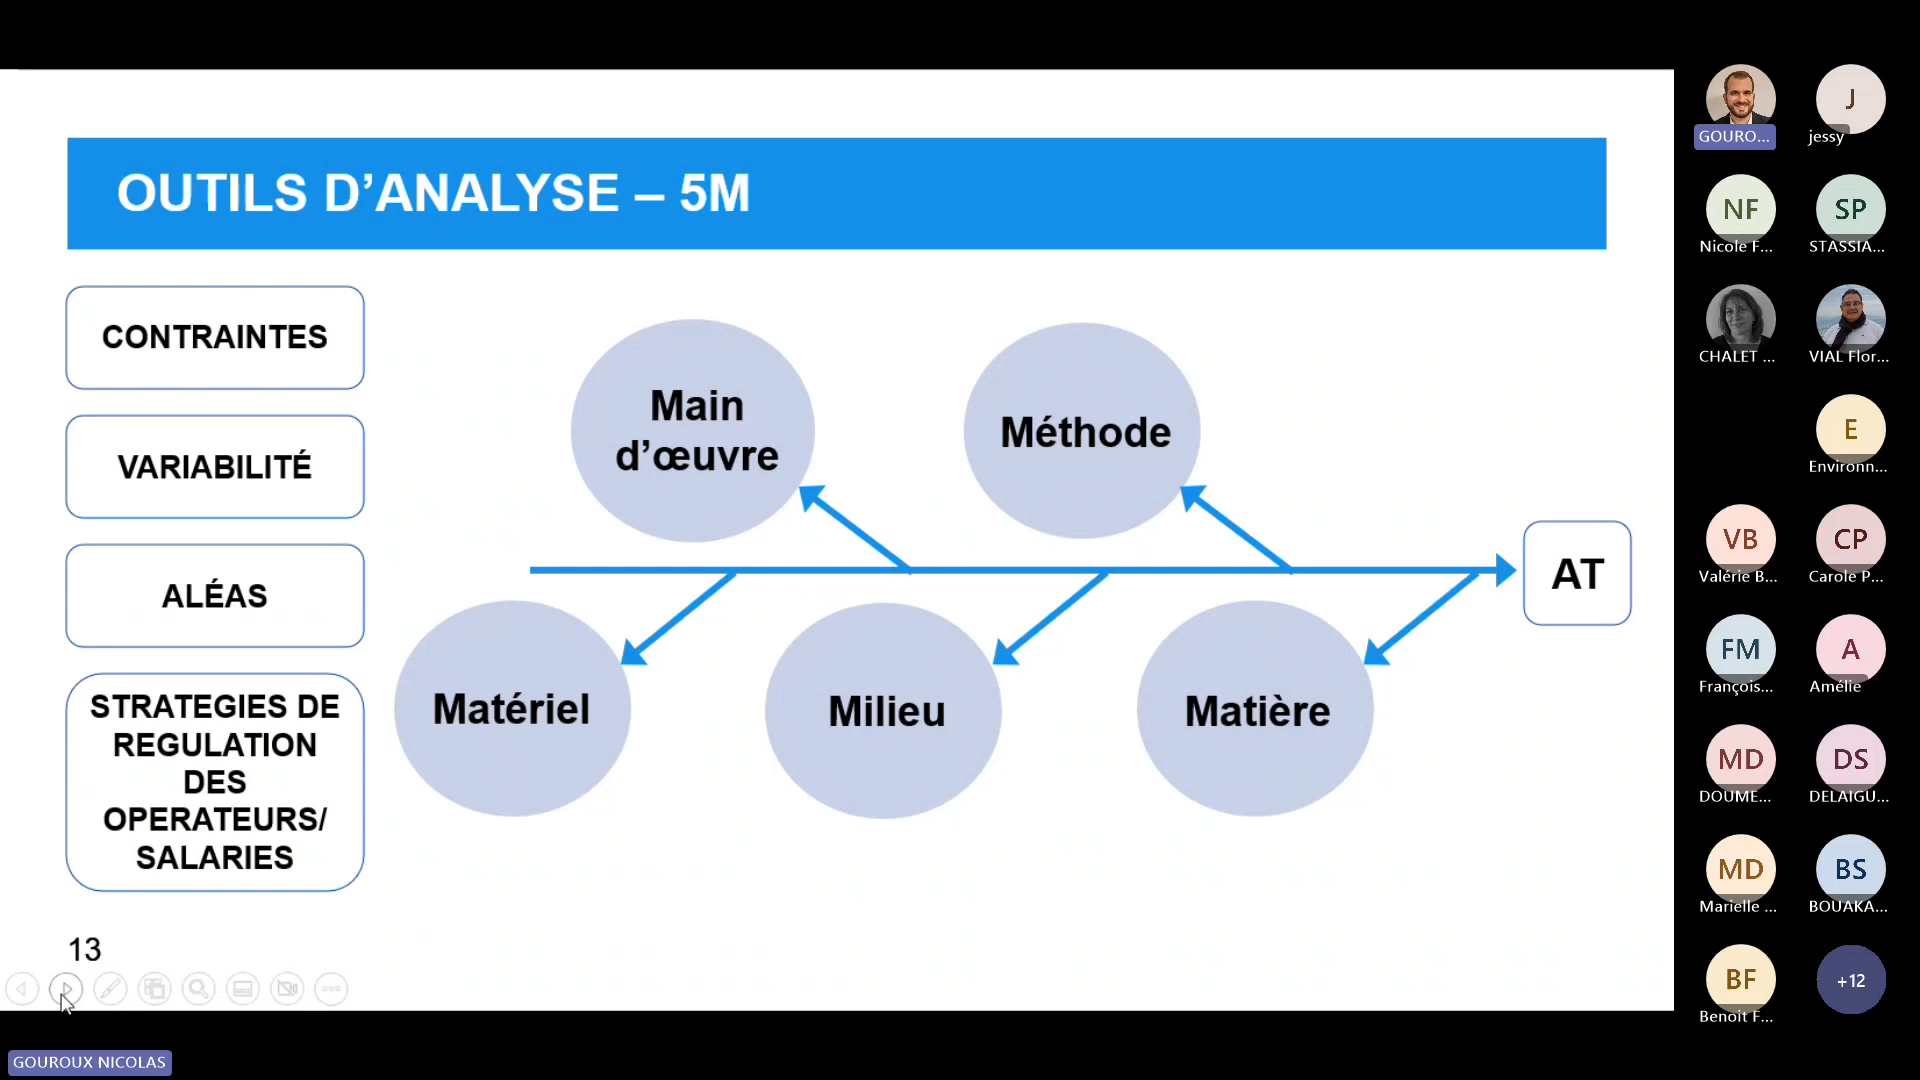 OUTILS D’ANALYSE – 5M
CONTRAINTES
VARIABILITÉ
ALÉAS
STRATEGIES DE
REGULATION
DES
OPERATEURS/
SALARIES
Main
d’œuvre
Méthode
AT
Matériel
Milieu
Matière
13
GOUROUX NICOLAS
GOURO...
J
jessy
NF
Nicole F...
SP
STASSIA...
CHALET ...
VIAL Flor...
E
Environn...
VB
Valérie B...
CP
Carole P...
FM
François...
A
Amélie
MD
DOUME...
DS
DELAIGU...
MD
Marielle ...
BS
BOUAKA...
BF
Benoit F...
+12